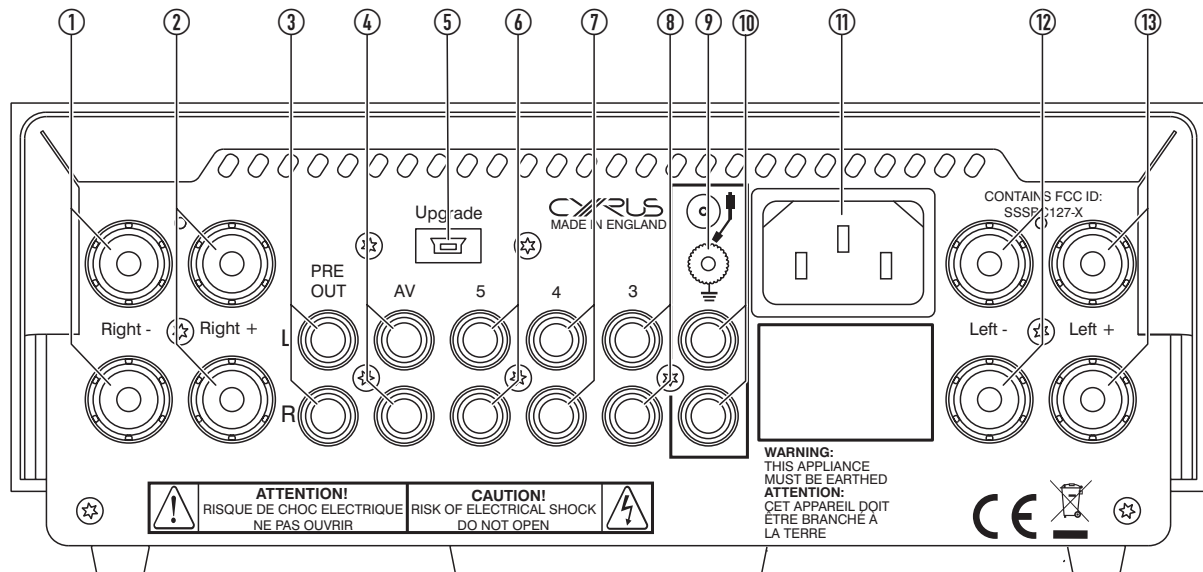 ① ② ③ ④ ⑤ ⑥ ⑦ ⑧ ⑨ ⑩ ⑪ ⑫ ⑬
Upgrade
CYRUS
MADE IN ENGLAND
CONTAINS FCC ID:
PRE
OUT
AV
5
4
3
Right -
Right +
L
R
Left -
Left +
WARNING:
THIS APPLIANCE
MUST BE EARTHED
ATTENTION:
CET APPAREIL DOIT
ÊTRE BRANCHÉ À
LA TERRE
ATTENTION!
RISQUE DE CHOC ELECTRIQUE
NE PAS OUVRIR
CAUTION!
RISK OF ELECTRICAL SHOCK
DO NOT OPEN
CE